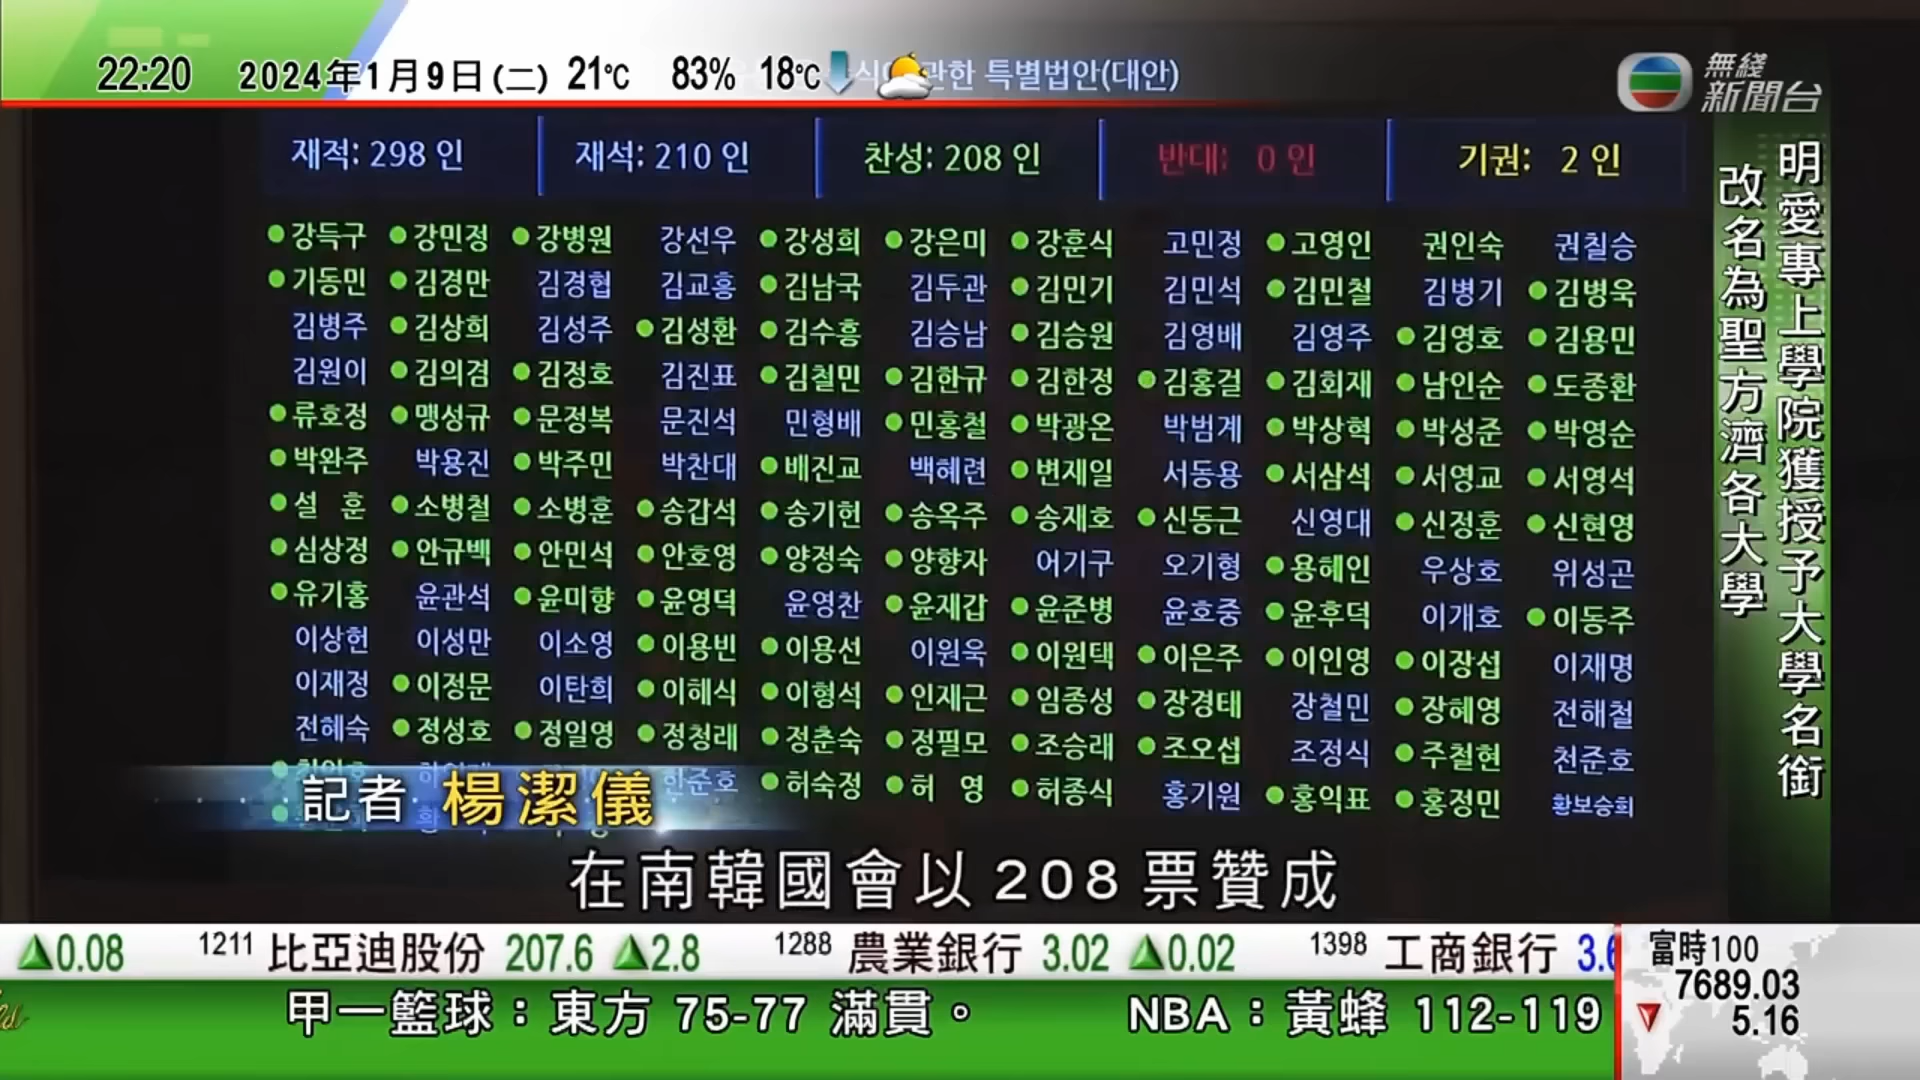 22:20 2024年1月9日(二) 21℃ 83% 18℃
관한 특별법안(대안)
無綫新聞台
재적: 298 인 재석: 210 인 찬성: 208 인 반대: 0 인 기권: 2 인
강득구 강민정 강병원 강선우 강성희 강은미 강훈식 고민정 고영인 권인숙 권칠승
기동민 김경만 김경협 김교흥 김남국 김두관 김민기 김민석 김민철 김병기 김병욱
김병주 김상희 김성주 김성환 김수흥 김승남 김승원 김영배 김영주 김영호 김용민
김원이 김의겸 김정호 김진표 김철민 김한규 김한정 김홍걸 김회재 남인순 도종환
류호정 맹성규 문정복 문진석 민형배 민홍철 박광온 박범계 박상혁 박성준 박영순
박완주 박용진 박주민 박찬대 배진교 백혜련 변재일 서동용 서삼석 서영교 서영석
설 훈 소병철 소병훈 송갑석 송기헌 송옥주 송재호 신동근 신영대 신정훈 신현영
심상정 안규백 안민석 안호영 양정숙 양향자 어기구 오기형 용혜인 우상호 위성곤
유기홍 윤관석 윤미향 윤영덕 윤영찬 윤재갑 윤준병 윤호중 윤후덕 이개호 이동주
이상헌 이성만 이소영 이용빈 이용선 이원욱 이원택 이은주 이인영 이장섭 이재명
이재정 이정문 이탄희 이해식 이형석 인재근 임종성 장경태 장철민 장혜영 전해철
전혜숙 정성호 정일영 정청래 정춘숙 정필모 조승래 조오섭 조정식 주철현 천준호
한준호 허숙정 허 영 허종식 홍기원 홍익표 홍정민 황보승희
明愛專上學院獲授予大學名銜
改名為聖方濟各大學
記者 楊潔儀
在南韓國會以208票贊成
▲0.08 1211 比亞迪股份 207.6 ▲2.8 1288 農業銀行 3.02 ▲0.02 1398 工商銀行
富時100
7689.03
▼ 5.16
甲一籃球：東方 75-77 滿貫。 NBA：黃蜂 112-119